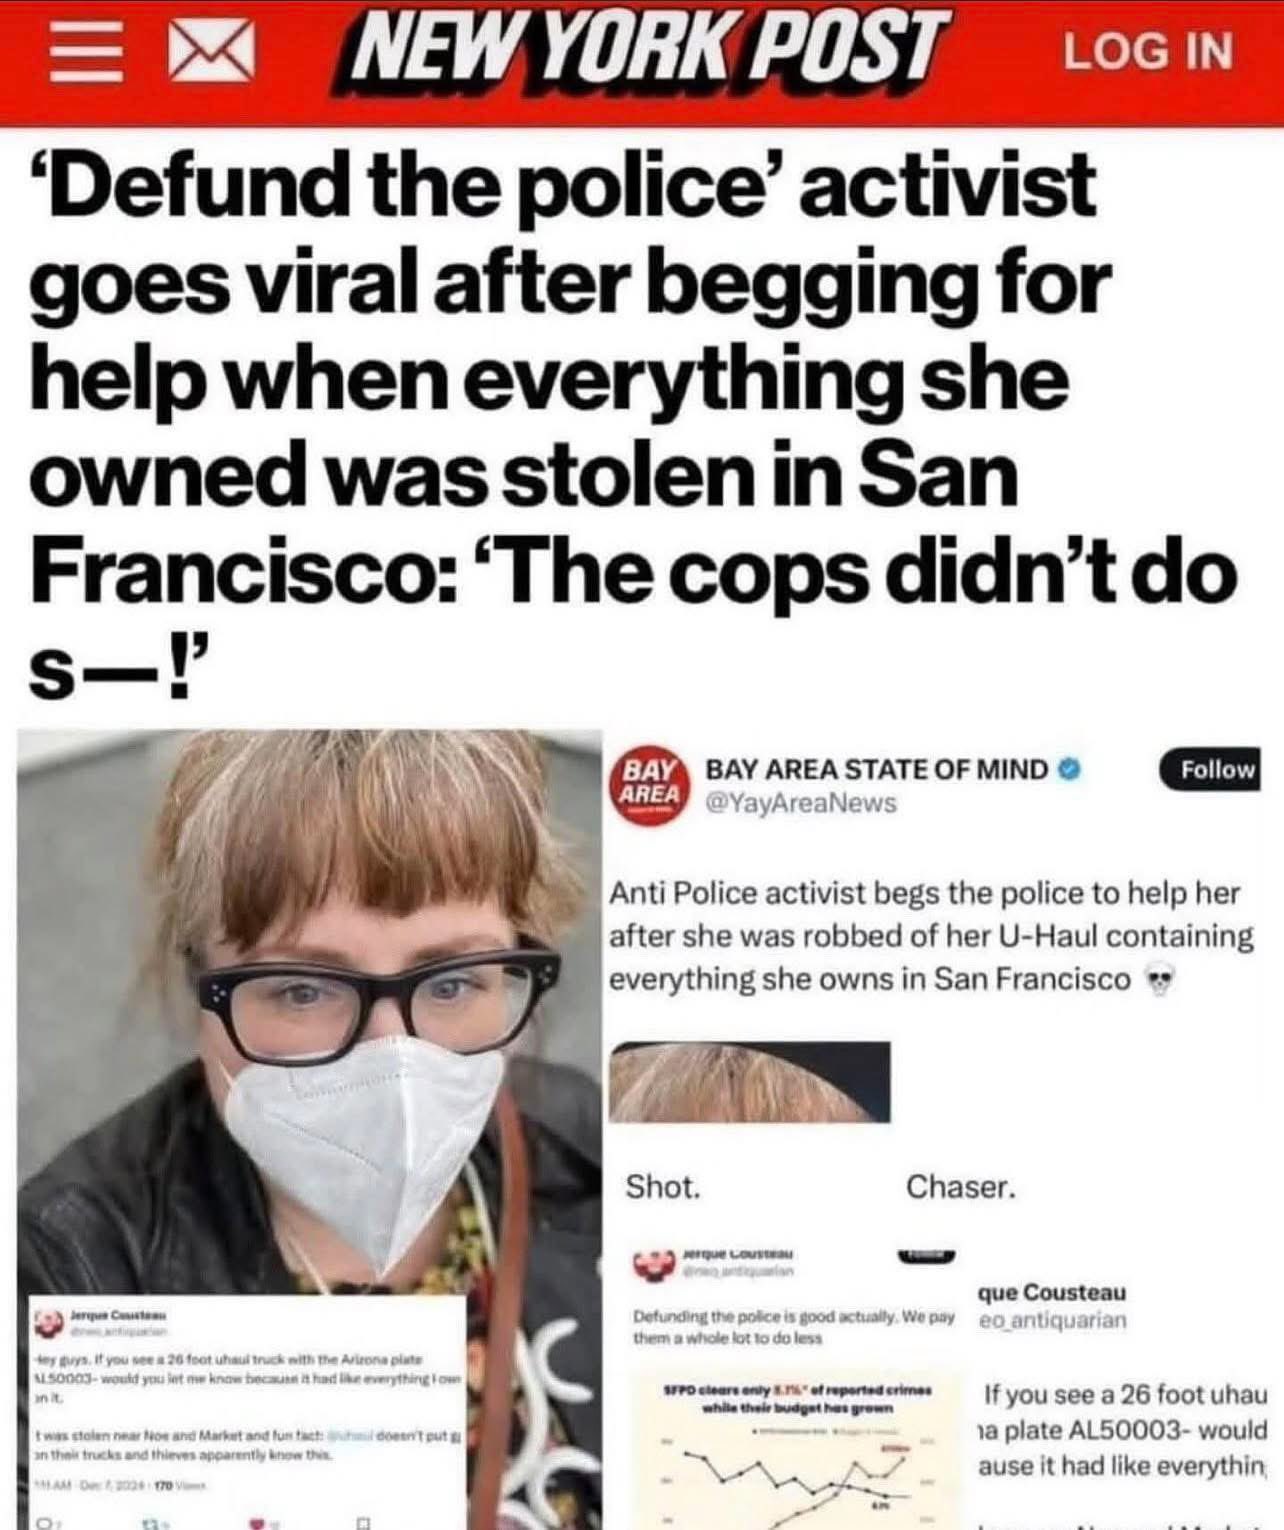 NEW YORK POST
LOG IN
‘Defund the police’ activist
goes viral after begging for
help when everything she
owned was stolen in San
Francisco: ‘The cops didn’t do
s—!’
BAY
AREA
BAY AREA STATE OF MIND
@YayAreaNews
Follow
Anti Police activist begs the police to help her
after she was robbed of her U-Haul containing
everything she owns in San Francisco 💀
Shot.
Chaser.
Jerque Cousteau
Defunding the police is good actually. We pay
them a whole lot to do less
SFPD clears only 8.1%* of reported crimes
while their budget has grown
que Cousteau
eo_antiquarian
If you see a 26 foot uhau
na plate AL50003- would
ause it had like everythin
Jerque Cousteau
Hey guys. If you see a 26 foot uhaul truck with the Arizona plate
AL50003- would you let me know because it had like everything I own
in it.
t was stolen near Noe and Market and fun fact: @uhaul doesn't put g
on their trucks and thieves apparently know this.
AM · Dec 7, 2024 · 170 Views